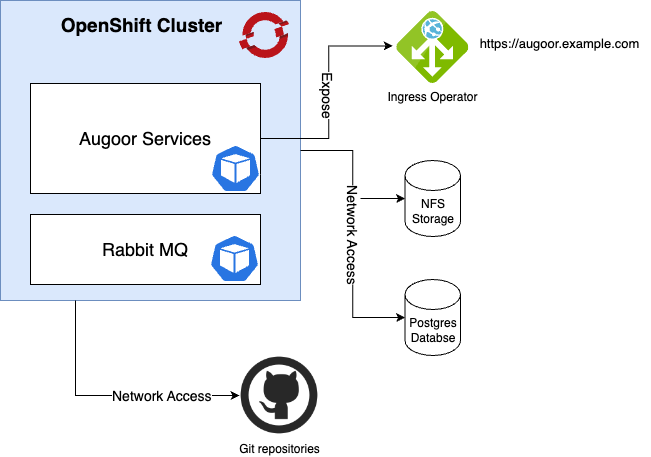 OpenShift Cluster
https://augoor.example.com
Ingress Operator
Expose
Augoor Services
Network Access
NFS
Storage
Rabbit MQ
Postgres
Databse
Network Access
Git repositories